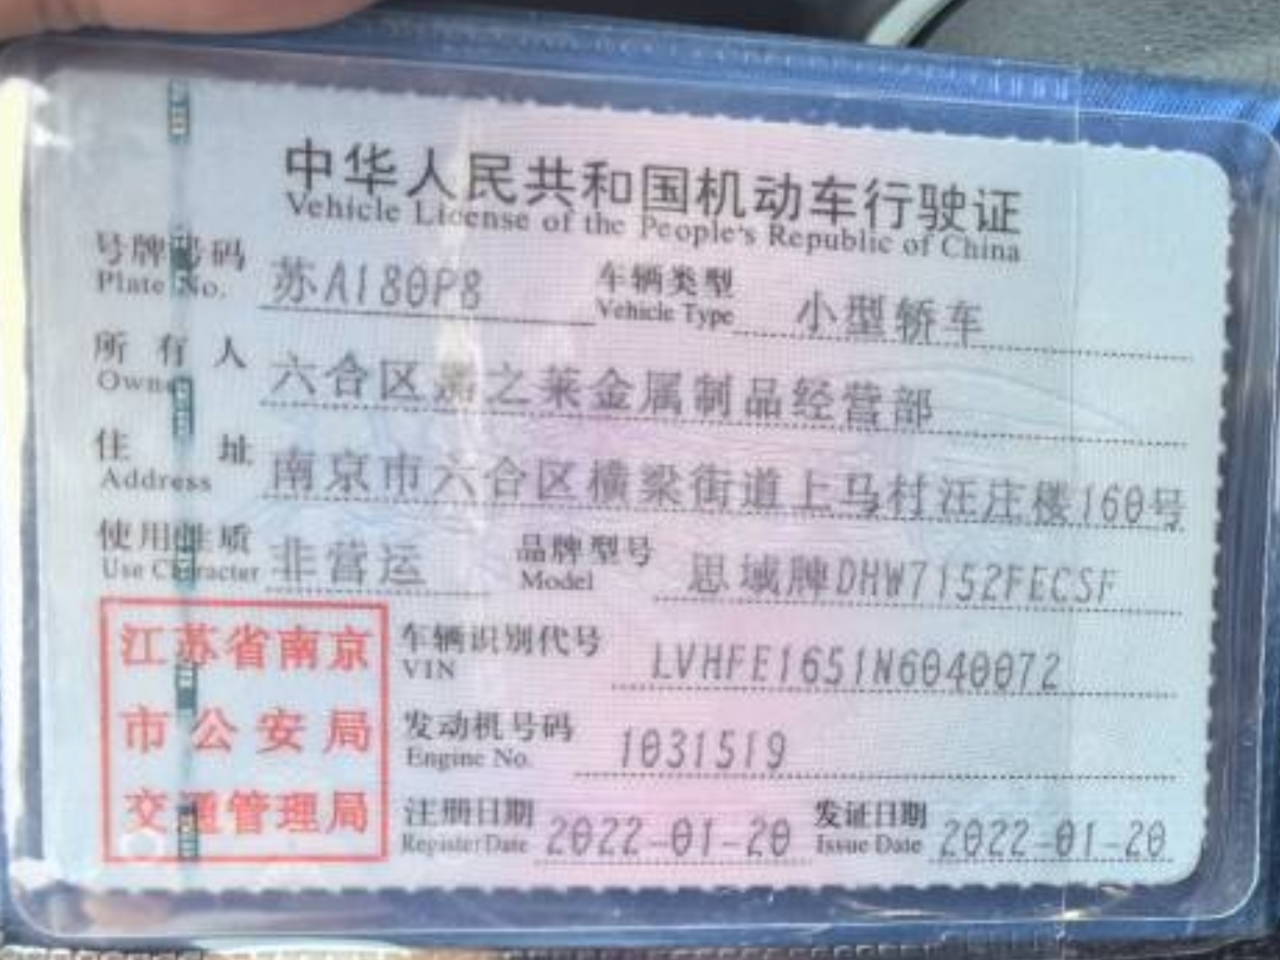 中华人民共和国机动车行驶证
Vehicle License of the People's Republic of China
号牌号码 苏A180P8 车辆类型 小型轿车
Plate No. Vehicle Type
所有人 六合区 之莱金属制品经营部
Owner
住址 南京市六合区横梁街道上马村汪庄楼160号
Address
使用性质 非营运 品牌型号 思域牌DHW7152FECSF
Use Character Model
江苏省南京
市公安局
交通管理局
车辆识别代号 LVHFE1651N6040072
VIN
发动机号码 1031519
Engine No.
注册日期 2022-01-20 发证日期 2022-01-20
Register Date Issue Date